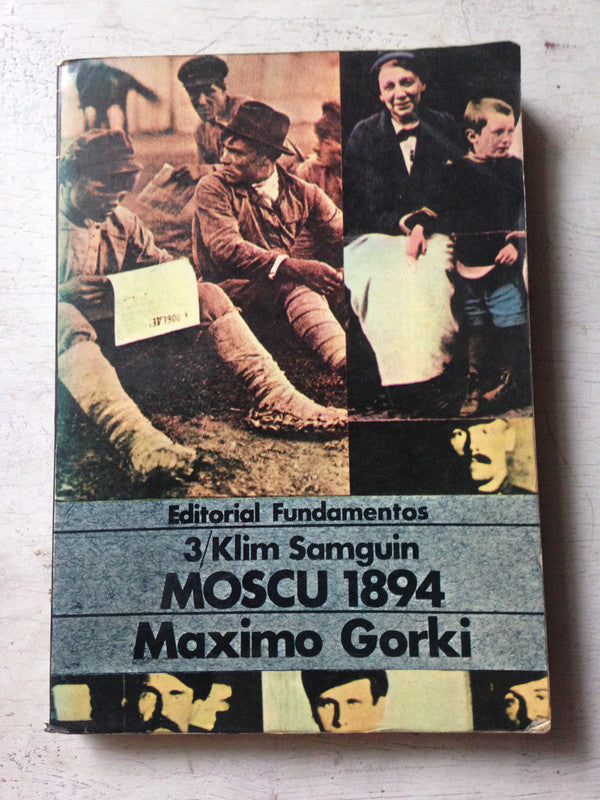 Editorial Fundamentos
3/Klim Samguin
MOSCU 1894
Maximo Gorki